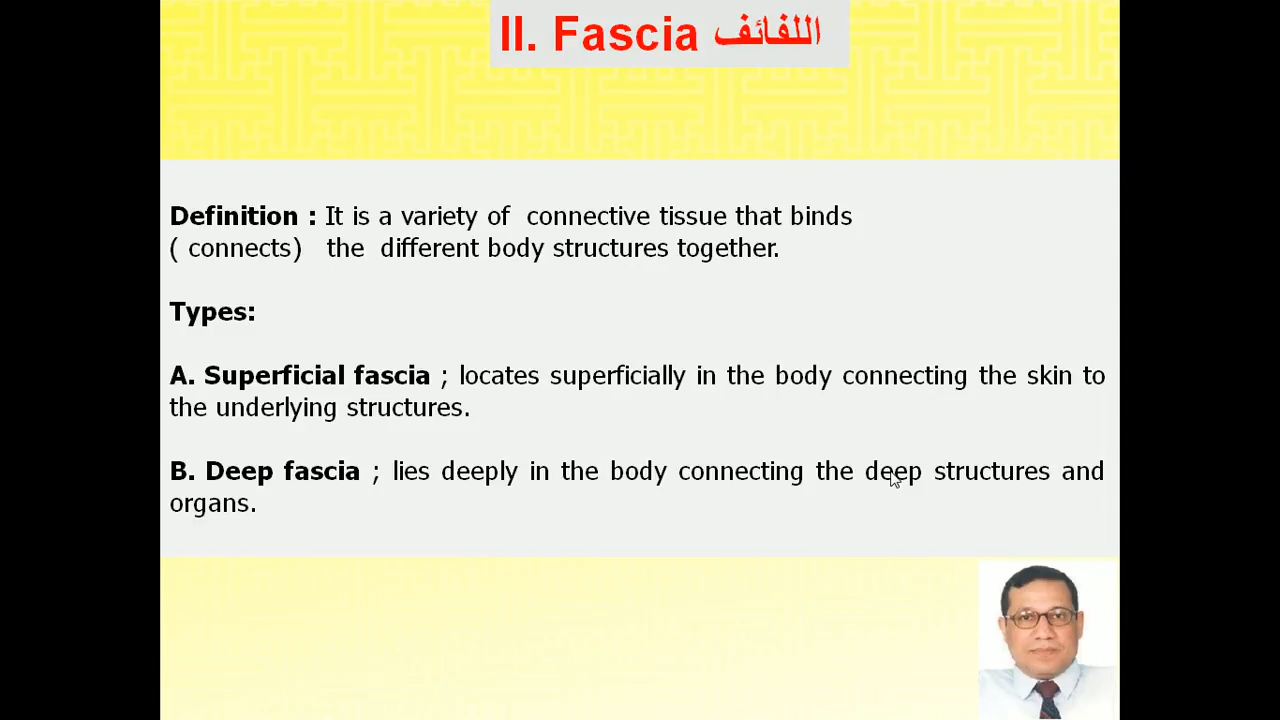 II. Fascia اللفائف
Definition : It is a variety of connective tissue that binds
( connects) the different body structures together.
Types:
A. Superficial fascia ; locates superficially in the body connecting the skin to
the underlying structures.
B. Deep fascia ; lies deeply in the body connecting the deep structures and
organs.